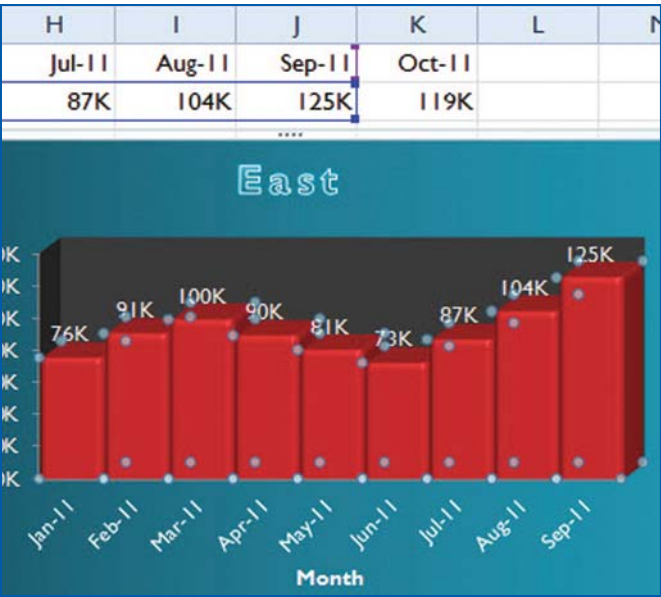 H I J K L
Jul-11 Aug-11 Sep-11 Oct-11
87K 104K 125K 119K
East
76K 91K 100K 90K 81K 73K 87K 104K 125K
Jan-11 Feb-11 Mar-11 Apr-11 May-11 Jun-11 Jul-11 Aug-11 Sep-11
Month